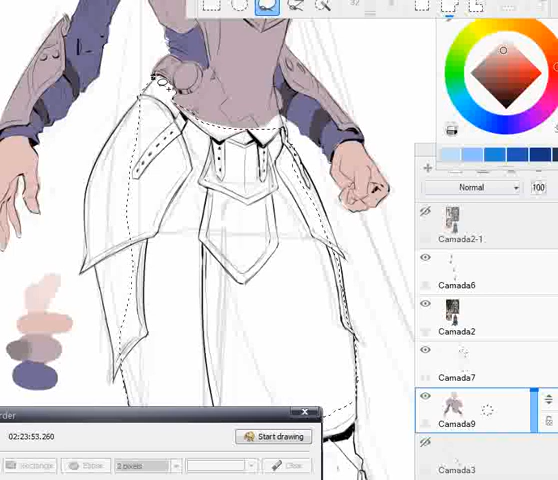 Normal 100
Camada2-1
Camada6
Camada2
Camada7
Camada9
Camada3
order
02:23:53.260
Start drawing
Rectangle
Ellipse
2 pixels
Clear